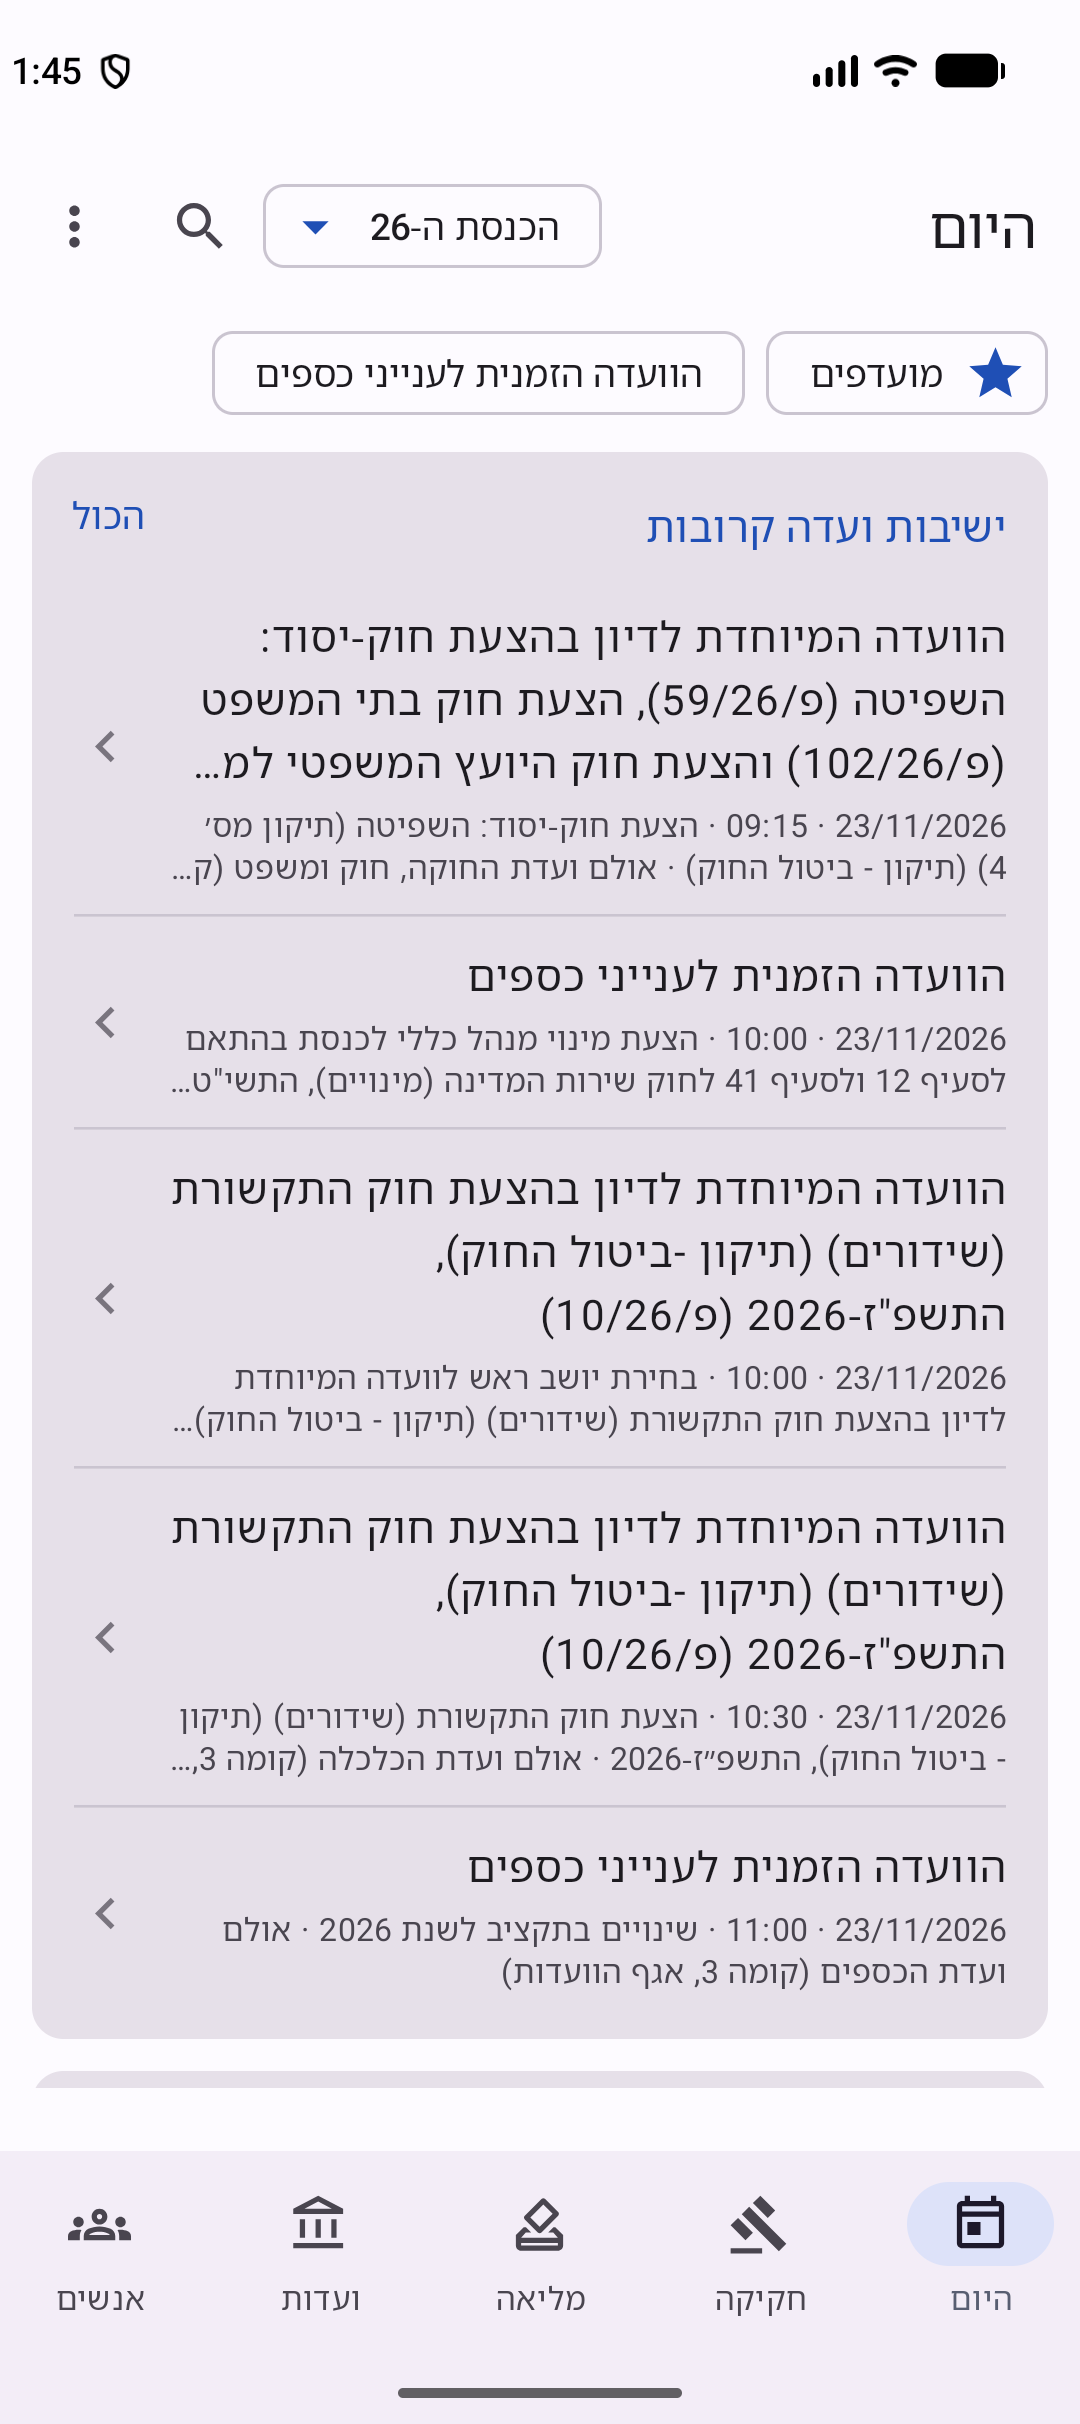 1:45
היום
הכנסת ה-26
מועדפים
הוועדה הזמנית לענייני כספים
ישיבות ועדה קרובות
הכול
הוועדה המיוחדת לדיון בהצעת חוק-יסוד:
השפיטה (פ/59/26), הצעת חוק בתי המשפט
(פ/102/26) והצעת חוק היועץ המשפטי למ...
23/11/2026 · 09:15 · הצעת חוק-יסוד: השפיטה (תיקון מס׳
4) (תיקון - ביטול החוק) · אולם ועדת החוקה, חוק ומשפט (ק...
הוועדה הזמנית לענייני כספים
23/11/2026 · 10:00 · הצעת מינוי מנהל כללי לכנסת בהתאם
לסעיף 12 ולסעיף 41 לחוק שירות המדינה (מינויים), התשי"ט...
הוועדה המיוחדת לדיון בהצעת חוק התקשורת
(שידורים) (תיקון -ביטול החוק),
התשפ"ז-2026 (פ/10/26)
23/11/2026 · 10:00 · בחירת יושב ראש לוועדה המיוחדת
לדיון בהצעת חוק התקשורת (שידורים) (תיקון - ביטול החוק)...
הוועדה המיוחדת לדיון בהצעת חוק התקשורת
(שידורים) (תיקון -ביטול החוק),
התשפ"ז-2026 (פ/10/26)
23/11/2026 · 10:30 · הצעת חוק התקשורת (שידורים) (תיקון
- ביטול החוק), התשפ״ז-2026 · אולם ועדת הכלכלה (קומה 3,...
הוועדה הזמנית לענייני כספים
23/11/2026 · 11:00 · שינויים בתקציב לשנת 2026 · אולם
ועדת הכספים (קומה 3, אגף הוועדות)
היום
חקיקה
מליאה
ועדות
אנשים